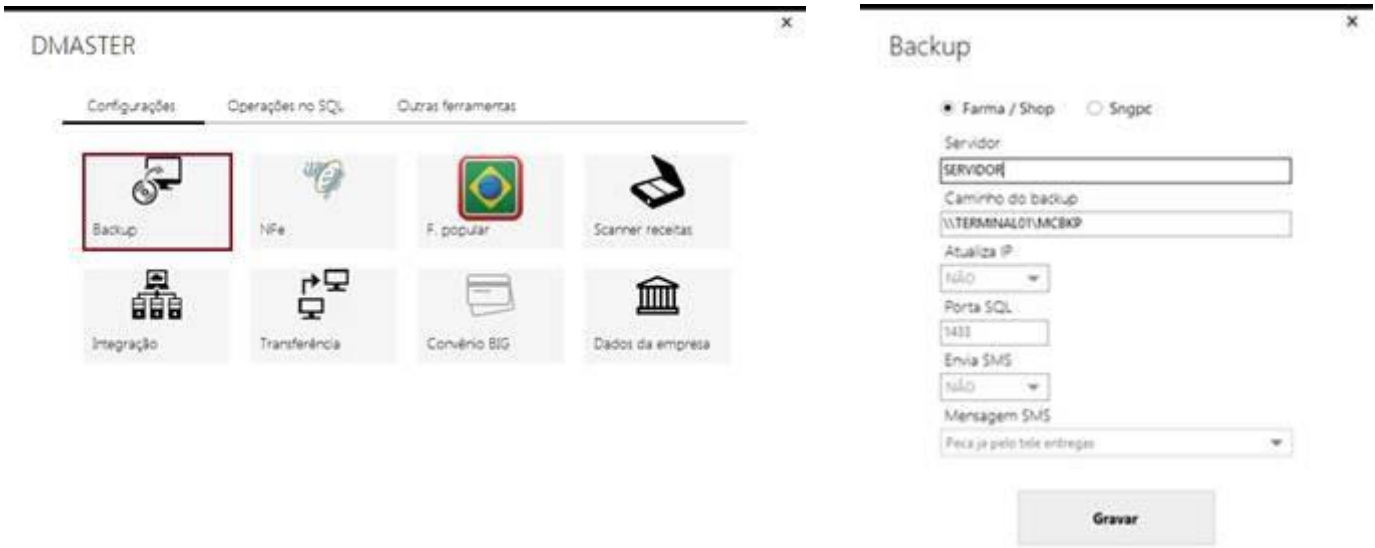 DMASTER
Configurações Operações no SQL Outras ferramentas
Backup NFe F. popular Scanner receitas
Integração Transferência Convênio BIG Dados da empresa
Backup
Farma / Shop Sngpc
Servidor
SERVIDOR
Caminho do backup
\\TERMINAL01\MCBKP
Atualiza IP
NÃO
Porta SQL
1433
Envia SMS
NÃO
Mensagem SMS
Peca ja pelo tele entregas
Gravar